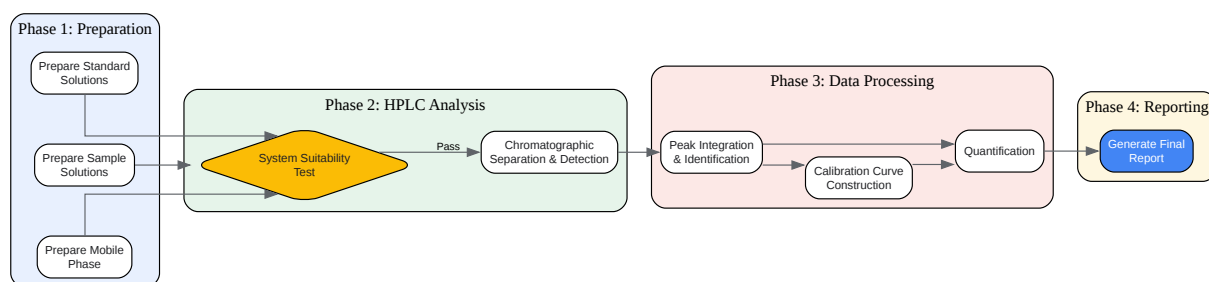 Phase 1: Preparation
Prepare Standard
Solutions
Prepare Sample
Solutions
Prepare Mobile
Phase
Phase 2: HPLC Analysis
System Suitability
Test
Pass
Chromatographic
Separation & Detection
Phase 3: Data Processing
Peak Integration
& Identification
Calibration Curve
Construction
Quantification
Phase 4: Reporting
Generate Final
Report